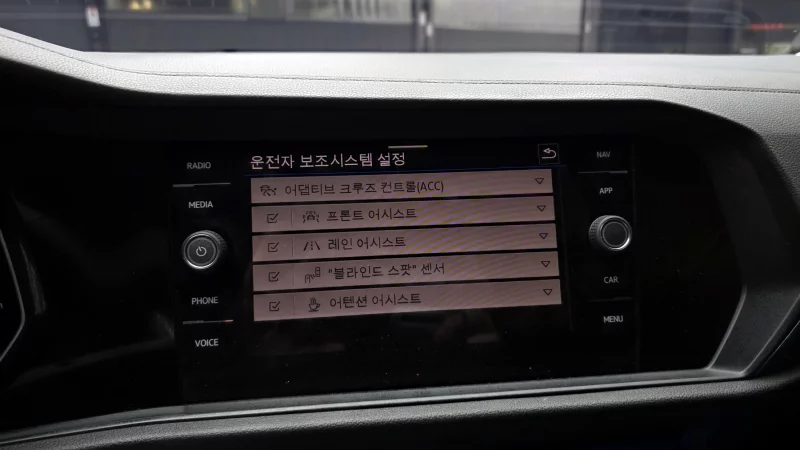 운전자 보조시스템 설정
어댑티브 크루즈 컨트롤(ACC)
프론트 어시스트
레인 어시스트
"블라인드 스팟" 센서
어텐션 어시스트
RADIO
MEDIA
PHONE
VOICE
NAV
APP
CAR
MENU